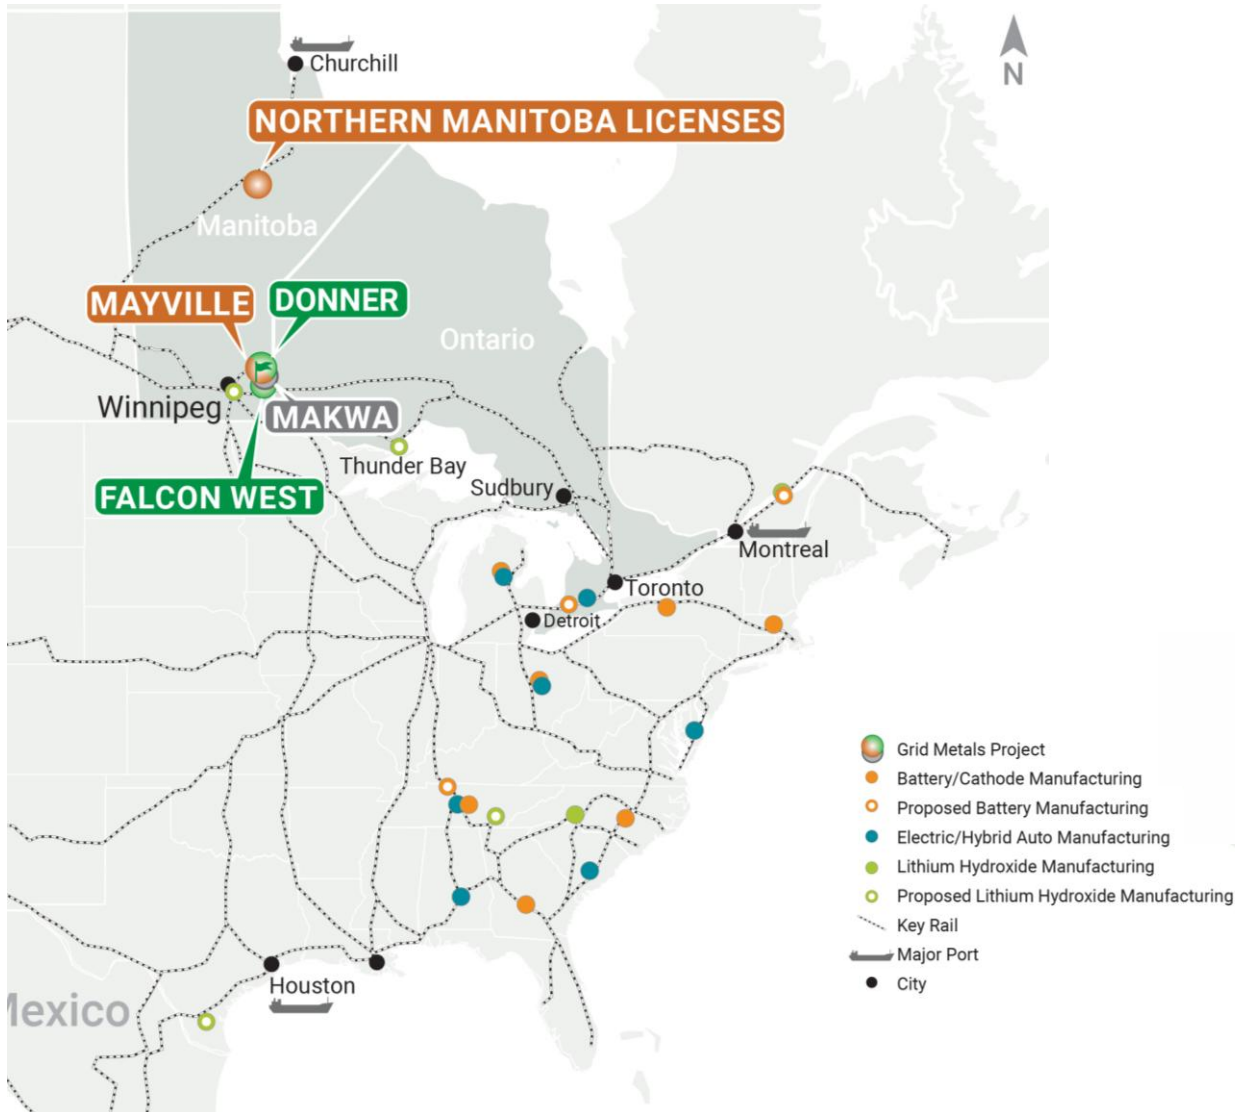 Churchill
N
NORTHERN MANITOBA LICENSES
Manitoba
MAYVILLE
DONNER
Ontario
Winnipeg
MAKWA
Thunder Bay
FALCON WEST
Sudbury
Montreal
Toronto
Detroit
Houston
Mexico
Grid Metals Project
Battery/Cathode Manufacturing
Proposed Battery Manufacturing
Electric/Hybrid Auto Manufacturing
Lithium Hydroxide Manufacturing
Proposed Lithium Hydroxide Manufacturing
Key Rail
Major Port
City